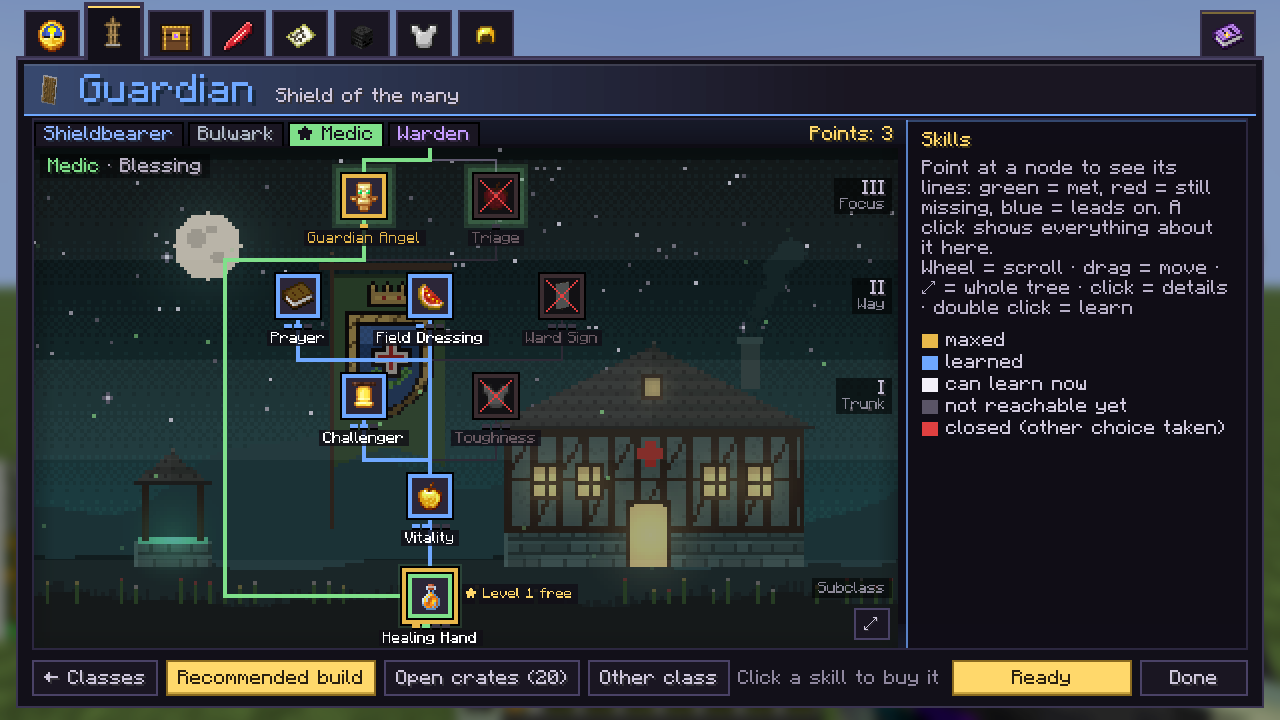 Guardian Shield of the many
Shieldbearer Bulwark ★ Medic Warden Points: 3
Medic · Blessing
III
Focus
Guardian Angel Triage
II
Way
Prayer Field Dressing Ward Sign
I
Trunk
Challenger Toughness
Vitality
Subclass
★ Level 1 free
Healing Hand
Skills
Point at a node to see its
lines: green = met, red = still
missing, blue = leads on. A
click shows everything about
it here.
Wheel = scroll · drag = move ·
⤢ = whole tree · click = details
· double click = learn
maxed
learned
can learn now
not reachable yet
closed (other choice taken)
← Classes Recommended build Open crates (20) Other class Click a skill to buy it Ready Done